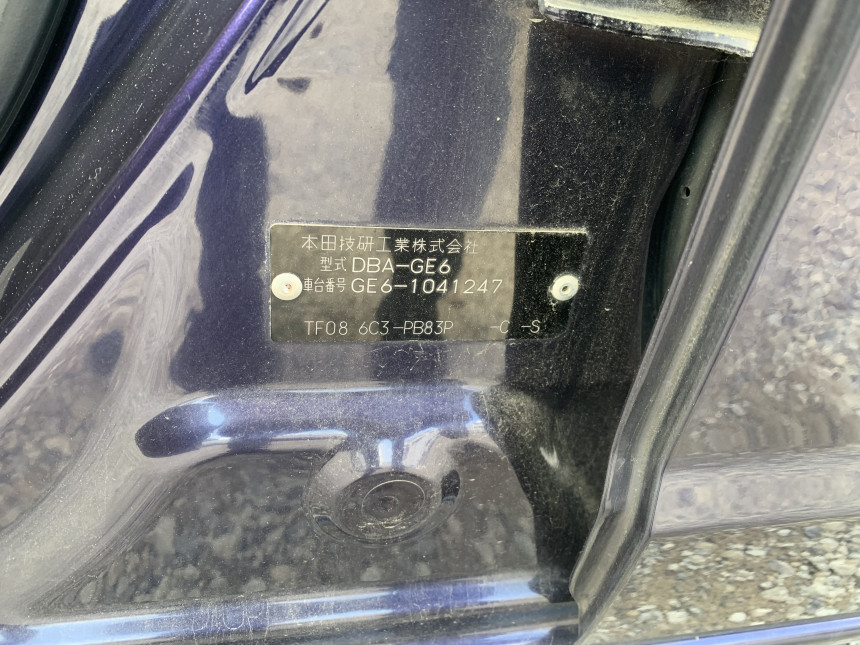 本田技研工業株式会社
型式 DBA-GE6
車台番号 GE6-1041247
TF08 6C3-PB83P -C -S